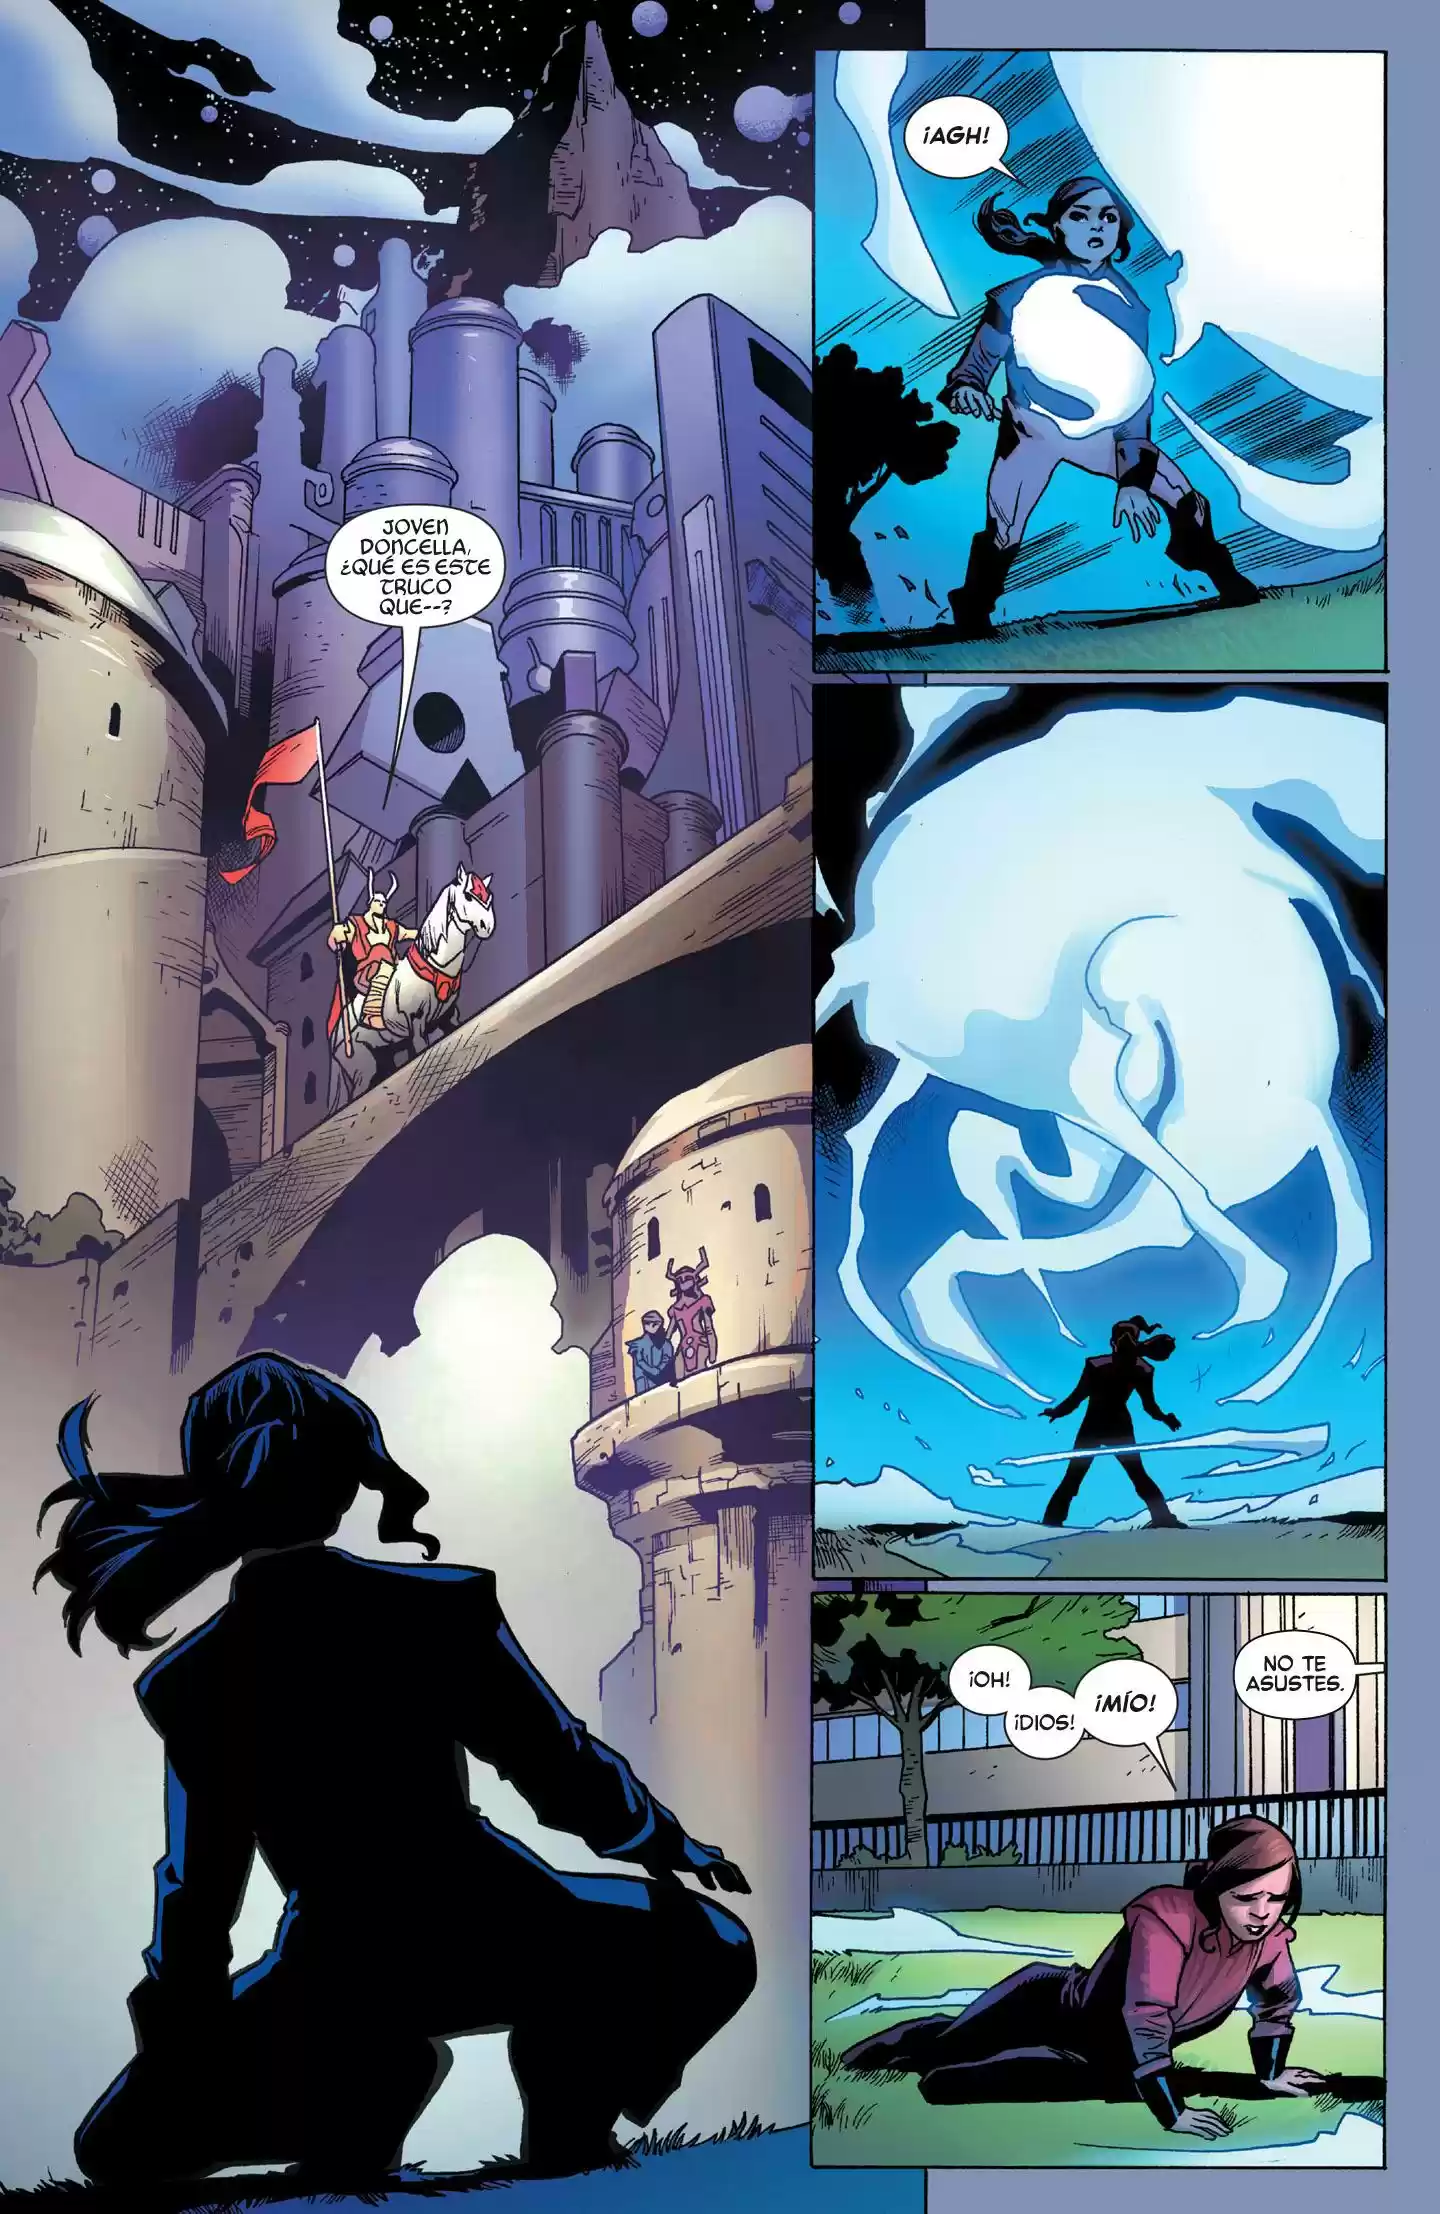 JOVEN
DONCELLA,
¿QUÉ ES ESTE
TRUCO
QUE--?
¡AGH!
¡OH!
¡DIOS!
¡MÍO!
NO TE
ASUSTES.